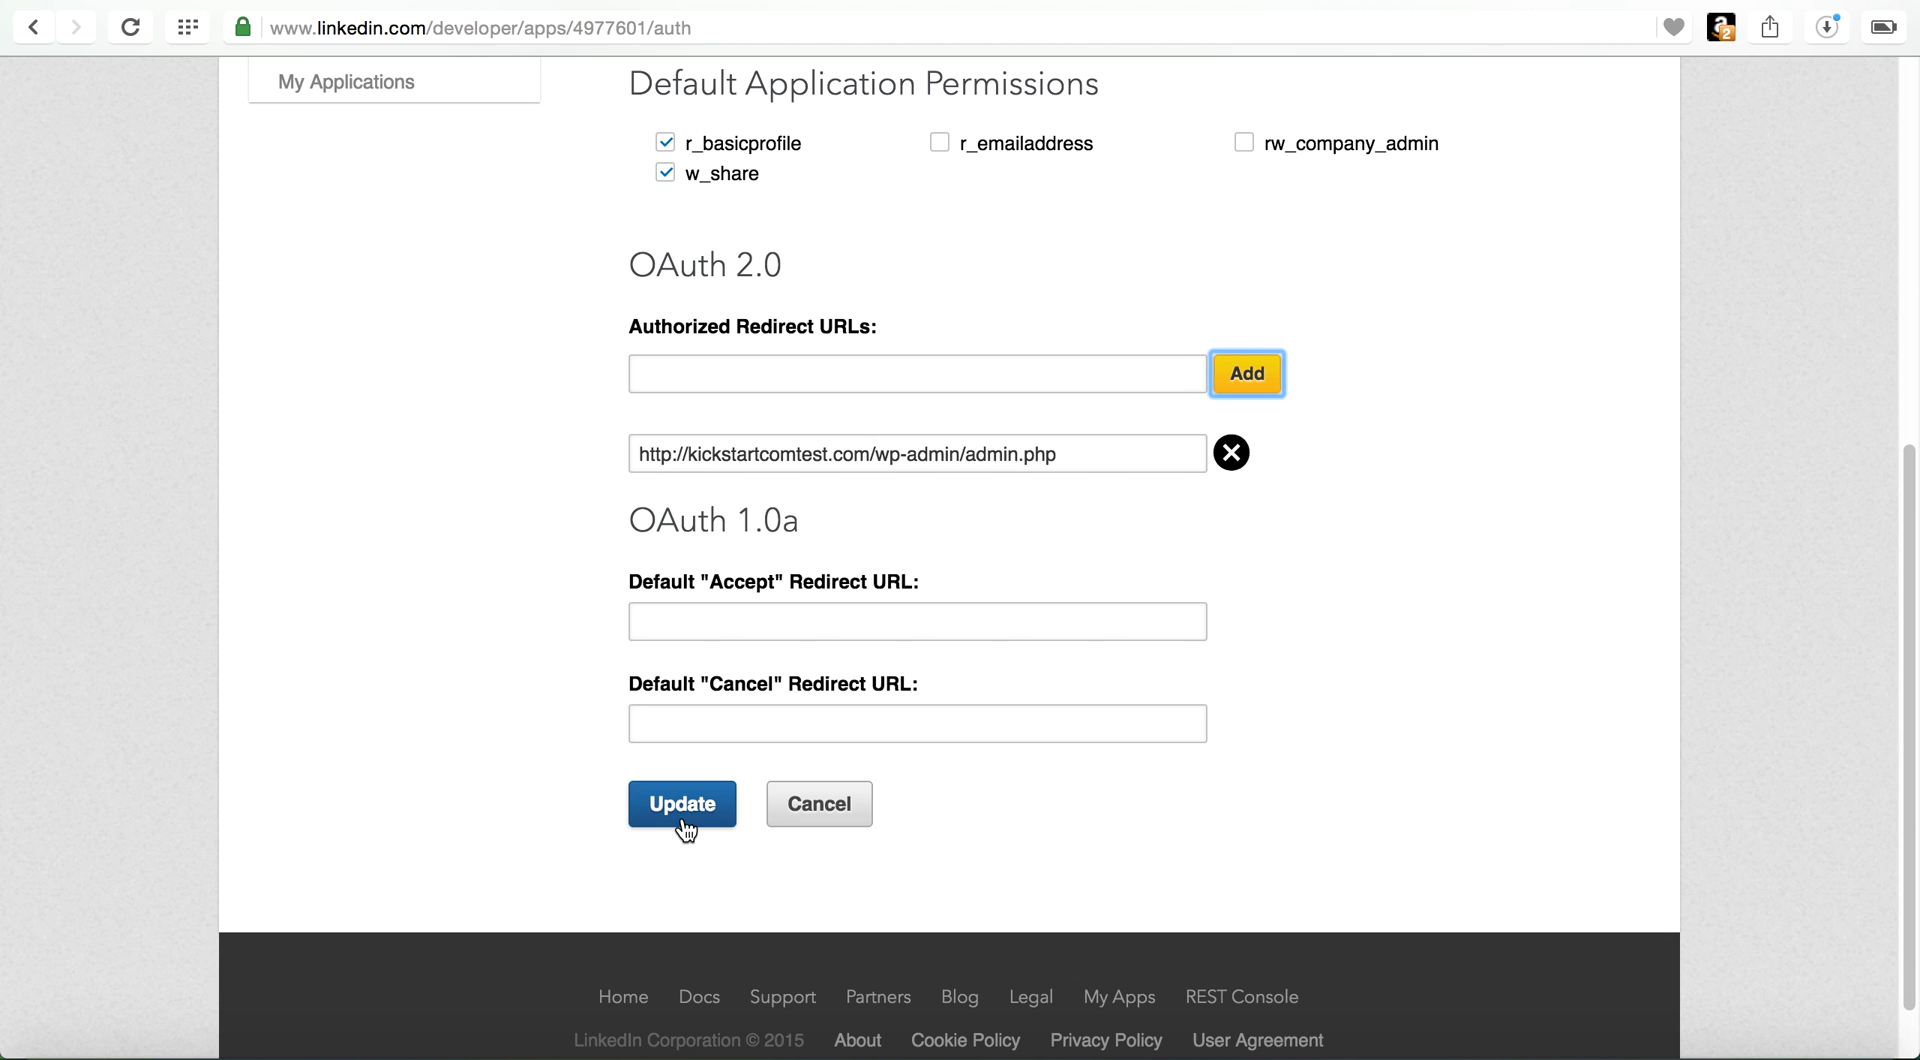 www.linkedin.com/developer/apps/4977601/auth
2
My Applications
Default Application Permissions
r_basicprofile r_emailaddress rw_company_admin
w_share
OAuth 2.0
Authorized Redirect URLs:
Add
http://kickstartcomtest.com/wp-admin/admin.php
OAuth 1.0a
Default "Accept" Redirect URL:
Default "Cancel" Redirect URL:
Update Cancel
Home Docs Support Partners Blog Legal My Apps REST Console
LinkedIn Corporation © 2015 About Cookie Policy Privacy Policy User Agreement